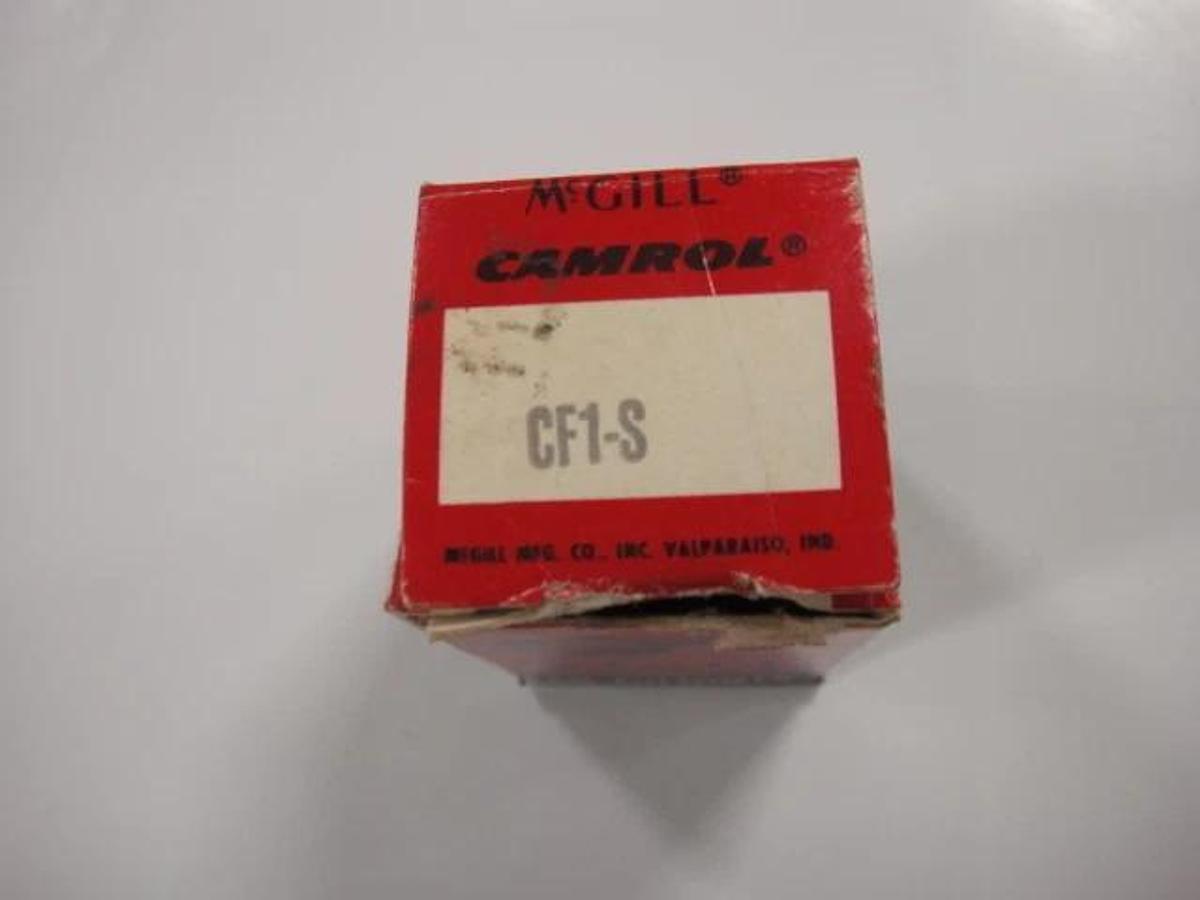 McGILL®
CAMROL®
CF1-S
McGILL MFG. CO., INC. VALPARAISO, IND.